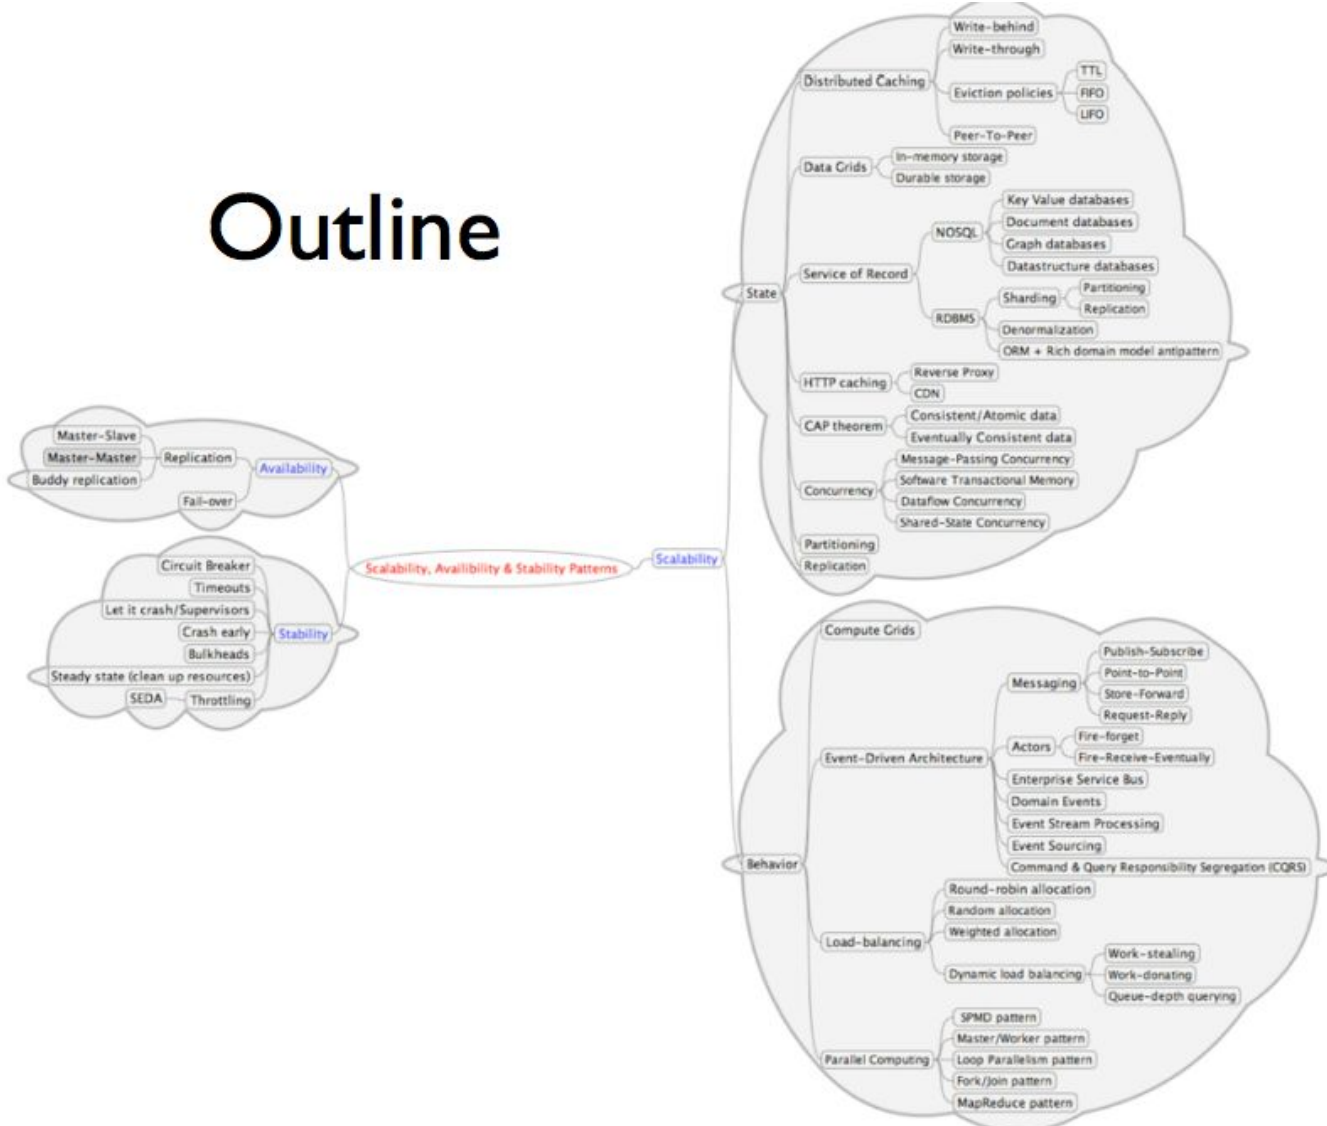 Outline
Write-behind
Write-through
Distributed Caching
Eviction policies
TTL
FIFO
LIFO
Peer-To-Peer
Data Grids
In-memory storage
Durable storage
Service of Record
NOSQL
Key Value databases
Document databases
Graph databases
Datastructure databases
RDBMS
Sharding
Partitioning
Replication
Denormalization
ORM + Rich domain model antipattern
State
HTTP caching
Reverse Proxy
CDN
CAP theorem
Consistent/Atomic data
Eventually Consistent data
Concurrency
Message-Passing Concurrency
Software Transactional Memory
Dataflow Concurrency
Shared-State Concurrency
Partitioning
Replication
Master-Slave
Master-Master
Buddy replication
Replication
Fail-over
Availability
Circuit Breaker
Timeouts
Let it crash/Supervisors
Crash early
Bulkheads
Steady state (clean up resources)
SEDA
Throttling
Stability
Scalability, Availibility & Stability Patterns
Scalability
Behavior
Compute Grids
Event-Driven Architecture
Messaging
Publish-Subscribe
Point-to-Point
Store-Forward
Request-Reply
Actors
Fire-forget
Fire-Receive-Eventually
Enterprise Service Bus
Domain Events
Event Stream Processing
Event Sourcing
Command & Query Responsibility Segregation (CQRS)
Load-balancing
Round-robin allocation
Random allocation
Weighted allocation
Dynamic load balancing
Work-stealing
Work-donating
Queue-depth querying
Parallel Computing
SPMD pattern
Master/Worker pattern
Loop Parallelism pattern
Fork/Join pattern
MapReduce pattern